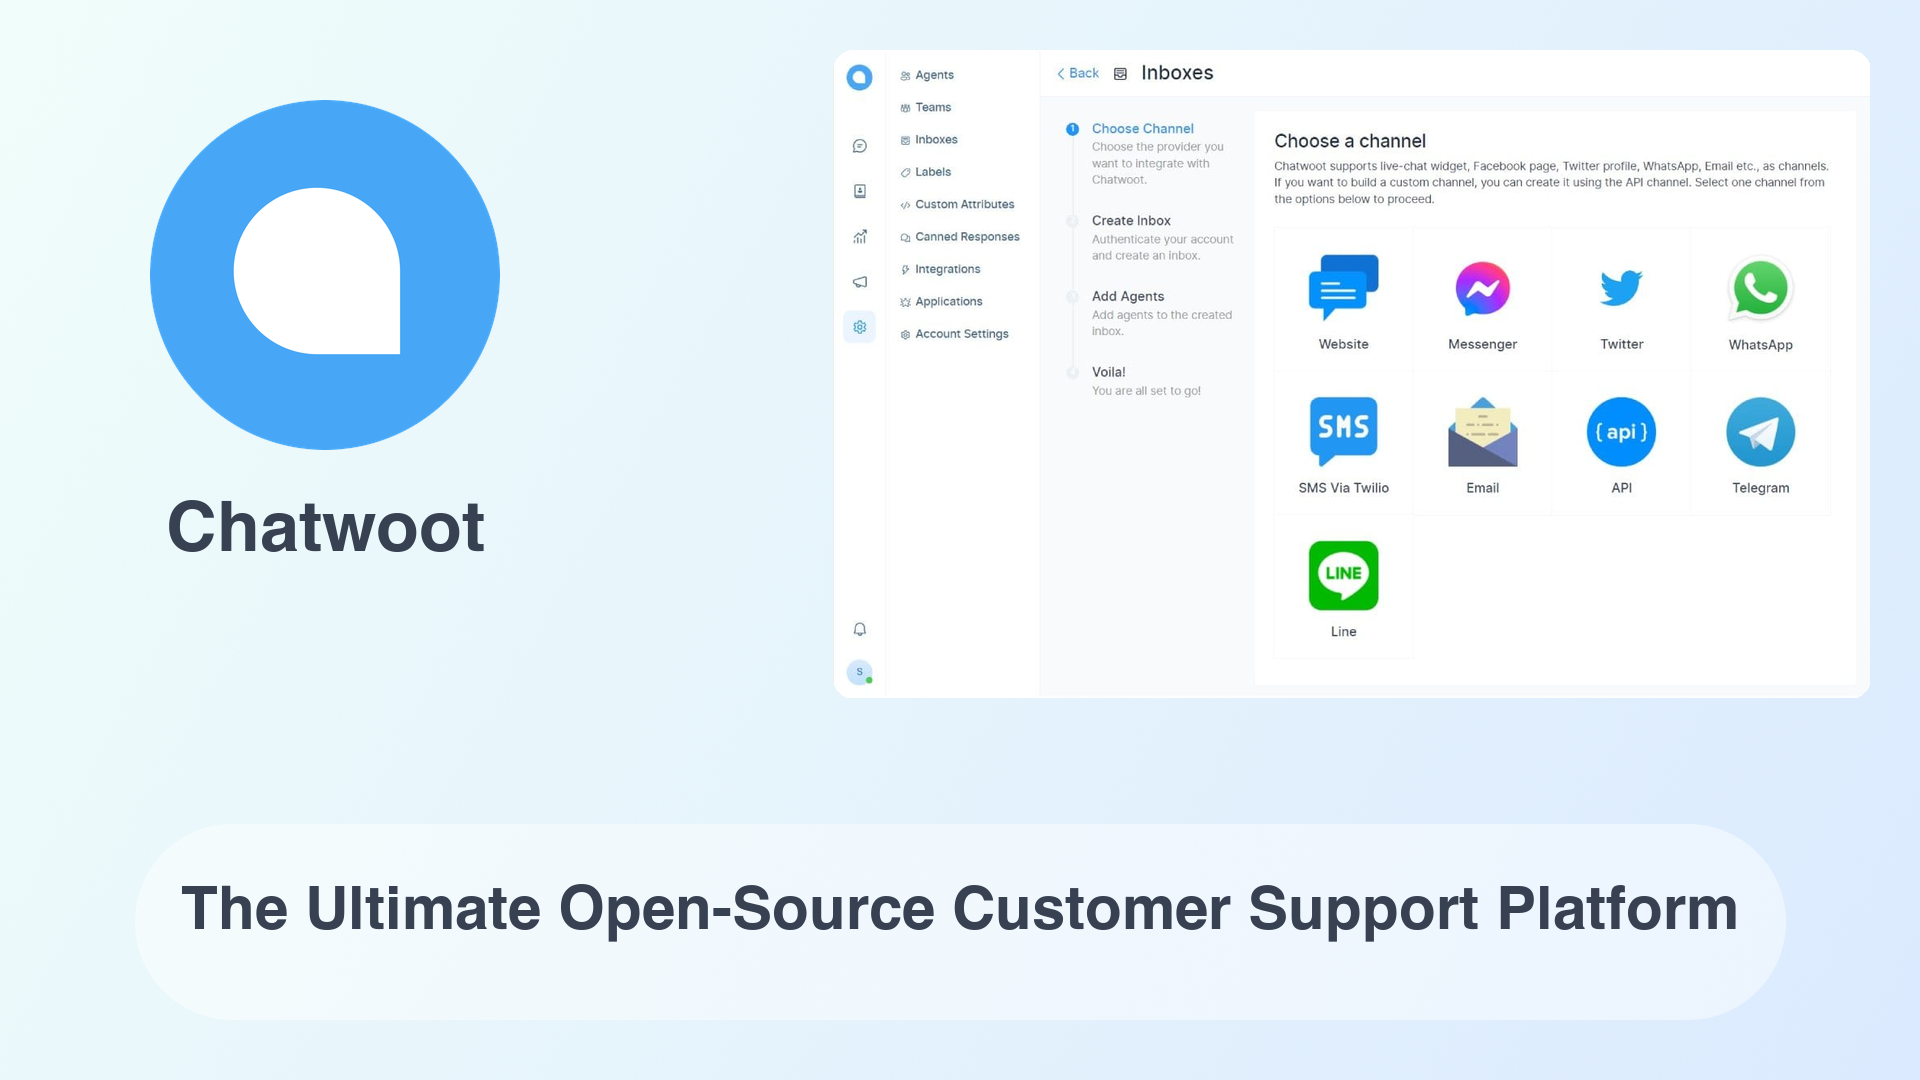 Chatwoot
Agents
Teams
Inboxes
Labels
Custom Attributes
Canned Responses
Integrations
Applications
Account Settings
S
Back
Inboxes
1
Choose Channel
Choose the provider you
want to integrate with
Chatwoot.
Create Inbox
Authenticate your account
and create an inbox.
Add Agents
Add agents to the created
inbox.
Voila!
You are all set to go!
Choose a channel
Chatwoot supports live-chat widget, Facebook page, Twitter profile, WhatsApp, Email etc., as channels.
If you want to build a custom channel, you can create it using the API channel. Select one channel from
the options below to proceed.
Website
Messenger
Twitter
WhatsApp
SMS
{ api }
SMS Via Twilio
Email
API
Telegram
LINE
Line
The Ultimate Open-Source Customer Support Platform